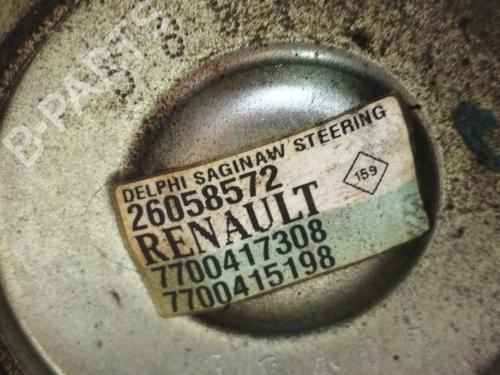 B-PARTS
DELPHI SAGINAW STEERING
26058572
159
RENAULT
7700417308
7700415198